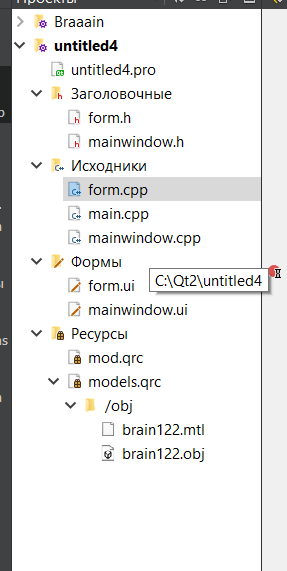 Проекты
Braaain
untitled4
untitled4.pro
Заголовочные
form.h
mainwindow.h
Исходники
form.cpp
main.cpp
mainwindow.cpp
Формы
form.ui
C:\Qt2\untitled4
mainwindow.ui
Ресурсы
mod.qrc
models.qrc
/obj
brain122.mtl
brain122.obj